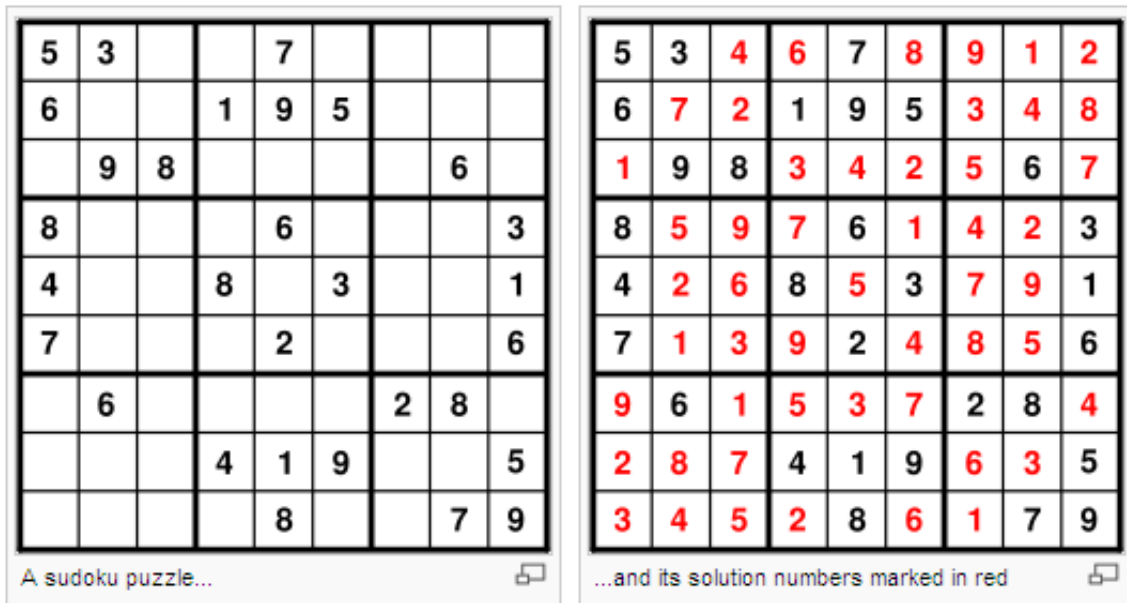 5 3 7
6 1 9 5
9 8 6
8 6 3
4 8 3 1
7 2 6
6 2 8
4 1 9 5
8 7 9
A sudoku puzzle...
5 3 4 6 7 8 9 1 2
6 7 2 1 9 5 3 4 8
1 9 8 3 4 2 5 6 7
8 5 9 7 6 1 4 2 3
4 2 6 8 5 3 7 9 1
7 1 3 9 2 4 8 5 6
9 6 1 5 3 7 2 8 4
2 8 7 4 1 9 6 3 5
3 4 5 2 8 6 1 7 9
...and its solution numbers marked in red